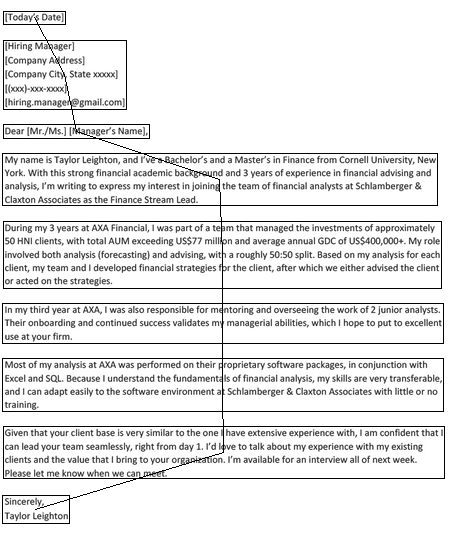 [Today's Date]
[Hiring Manager]
[Company Address]
[Company City, State xxxxx]
[(xxx)-xxx-xxxx]
[hiring.manager@gmail.com]
Dear [Mr./Ms.] [Manager's Name],
My name is Taylor Leighton, and I've a Bachelor's and a Master's in Finance from Cornell University, New
York. With this strong financial academic background and 3 years of experience in financial advising and
analysis, I'm writing to express my interest in joining the team of financial analysts at Schlamberger &
Claxton Associates as the Finance Stream Lead.
During my 3 years at AXA Financial, I was part of a team that managed the investments of approximately
50 HNI clients, with total AUM exceeding US$77 million and average annual GDC of US$400,000+. My role
involved both analysis (forecasting) and advising, with a roughly 50:50 split. Based on my analysis for each
client, my team and I developed financial strategies for the client, after which we either advised the client
or acted on the strategies.
In my third year at AXA, I was also responsible for mentoring and overseeing the work of 2 junior analysts.
Their onboarding and continued success validates my managerial abilities, which I hope to put to excellent
use at your firm.
Most of my analysis at AXA was performed on their proprietary software packages, in conjunction with
Excel and SQL. Because I understand the fundamentals of financial analysis, my skills are very transferable,
and I can adapt easily to the software environment at Schlamberger & Claxton Associates with little or no
training.
Given that your client base is very similar to the one I have extensive experience with, I am confident that I
can lead your team seamlessly, right from day 1. I'd love to talk about my experience with my existing
clients and the value that I bring to your organization. I'm available for an interview all of next week.
Please let me know when we can meet.
Sincerely,
Taylor Leighton